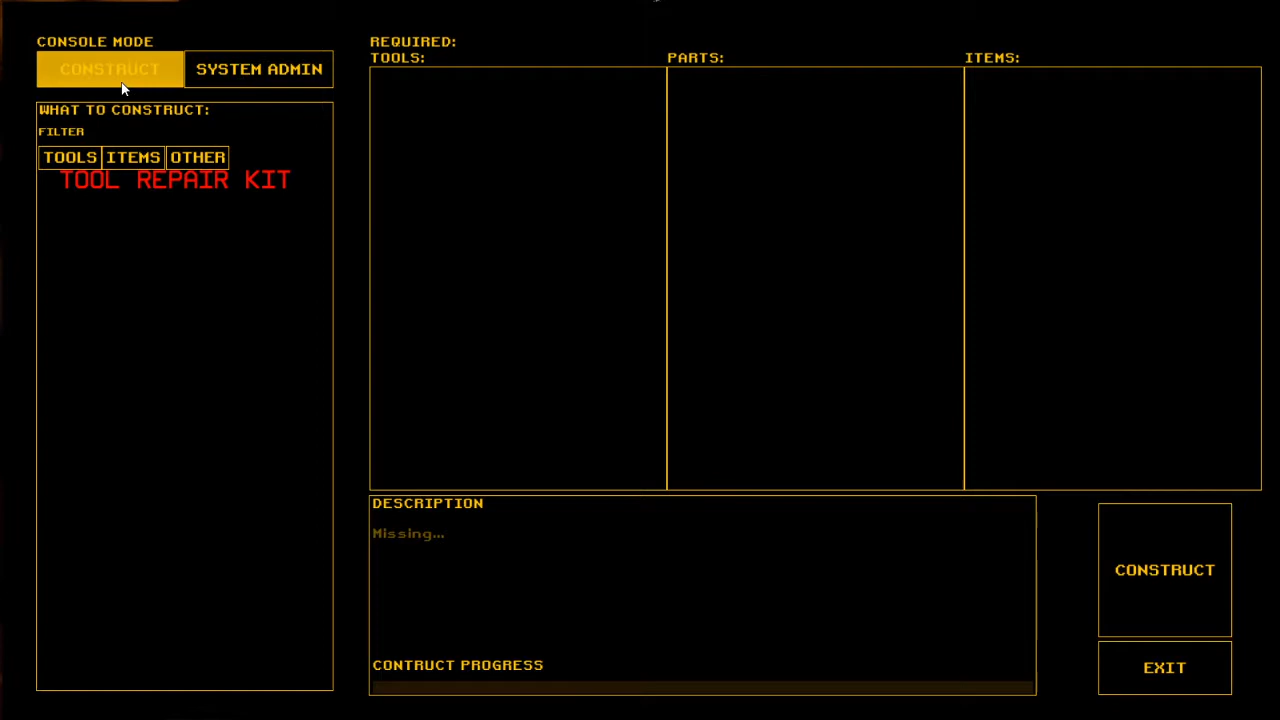 CONSOLE MODE
CONSTRUCT
SYSTEM ADMIN
WHAT TO CONSTRUCT:
FILTER
TOOLS ITEMS OTHER
TOOL REPAIR KIT
REQUIRED:
TOOLS:
PARTS:
ITEMS:
DESCRIPTION
Missing...
CONTRUCT PROGRESS
CONSTRUCT
EXIT